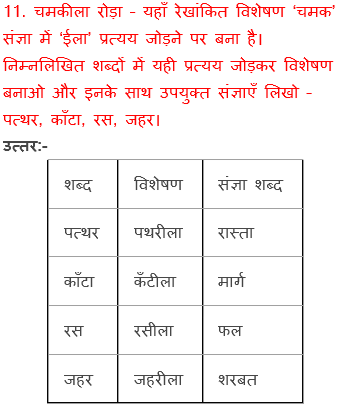 11. चमकीला रोड़ा – यहाँ रेखांकित विशेषण 'चमक'
संज्ञा में 'ईला' प्रत्यय जोड़ने पर बना है।
निम्नलिखित शब्दों में यही प्रत्यय जोड़कर विशेषण
बनाओ और इनके साथ उपयुक्त संज्ञाएँ लिखो –
पत्थर, काँटा, रस, जहर।
उत्तर:-
शब्द विशेषण संज्ञा शब्द
पत्थर पथरीला रास्ता
काँटा कँटीला मार्ग
रस रसीला फल
जहर जहरीला शरबत